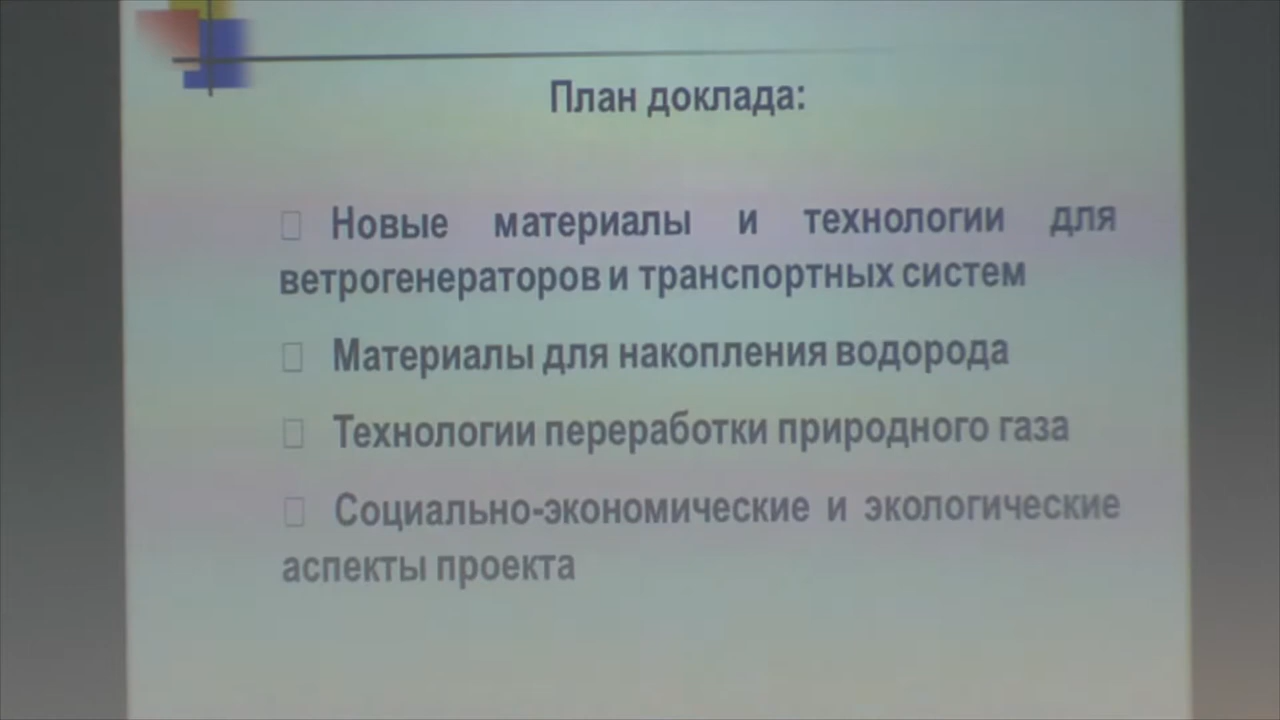 План доклада:
Новые материалы и технологии для
ветрогенераторов и транспортных систем
Материалы для накопления водорода
Технологии переработки природного газа
Социально-экономические и экологические
аспекты проекта